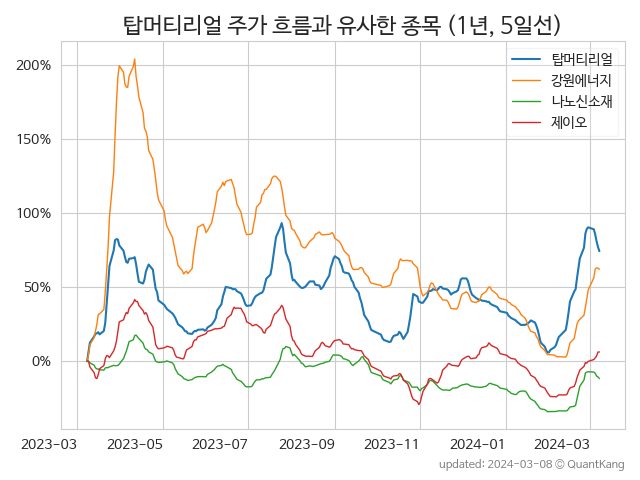 탑머티리얼 주가 흐름과 유사한 종목 (1년, 5일선)
탑머티리얼
강원에너지
나노신소재
제이오
200%
150%
100%
50%
0%
2023-03 2023-05 2023-07 2023-09 2023-11 2024-01 2024-03
updated: 2024-03-08 © QuantKang